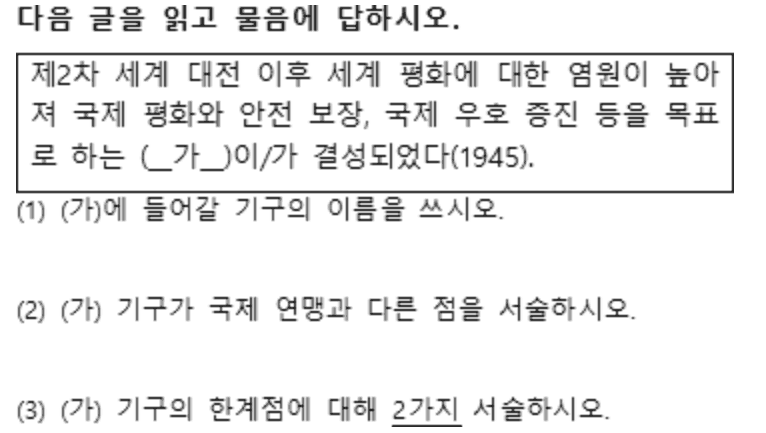 다음 글을 읽고 물음에 답하시오.
제2차 세계 대전 이후 세계 평화에 대한 염원이 높아
져 국제 평화와 안전 보장, 국제 우호 증진 등을 목표
로 하는 (__가__)이/가 결성되었다(1945).
(1) (가)에 들어갈 기구의 이름을 쓰시오.
(2) (가) 기구가 국제 연맹과 다른 점을 서술하시오.
(3) (가) 기구의 한계점에 대해 2가지 서술하시오.